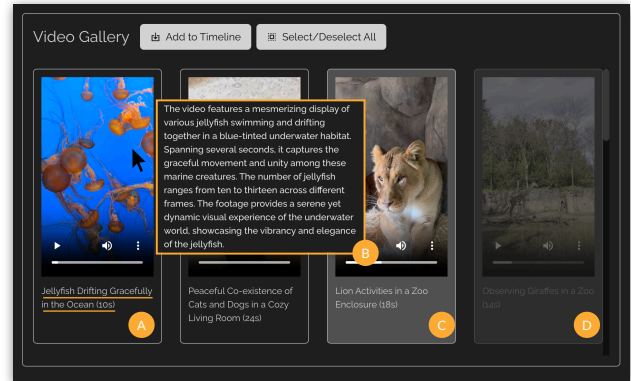 Video Gallery
Add to Timeline
Select/Deselect All
The video features a mesmerizing display of
various jellyfish swimming and drifting
together in a blue-tinted underwater habitat.
Spanning several seconds, it captures the
graceful movement and unity among these
marine creatures. The number of jellyfish
ranges from ten to thirteen across different
frames. The footage provides a serene yet
dynamic visual experience of the underwater
world, showcasing the vibrancy and elegance
of the jellyfish.
B
Jellyfish Drifting Gracefully
in the Ocean (10s)
A
Peaceful Co-existence of
Cats and Dogs in a Cozy
Living Room (24s)
Lion Activities in a Zoo
Enclosure (18s)
C
Observing Giraffes in a Zoo
(14s)
D